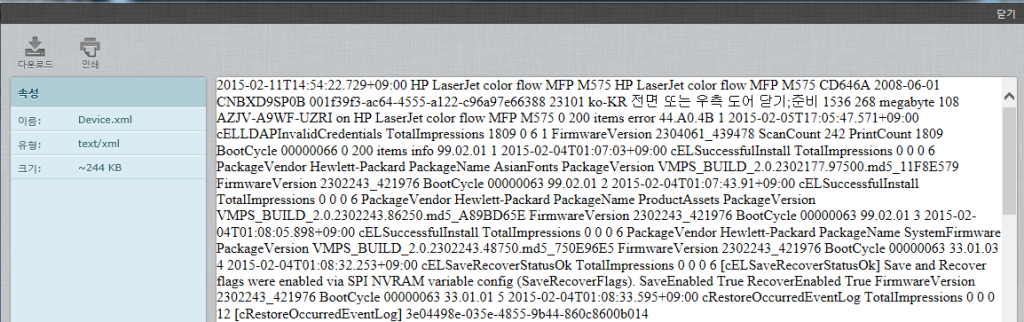 닫기
다운로드
인쇄
속성
이름: Device.xml
유형: text/xml
크기: ~244 KB
2015-02-11T14:54:22.729+09:00 HP LaserJet color flow MFP M575 HP LaserJet color flow MFP M575 CD646A 2008-06-01
CNBXD9SP0B 001f39f3-ac64-4555-a122-c96a97e66388 23101 ko-KR 전면 또는 우측 도어 닫기;준비 1536 268 megabyte 108
AZJV-A9WF-UZRI on HP LaserJet color flow MFP M575 0 200 items error 44.A0.4B 1 2015-02-05T17:05:47.571+09:00
cELLDAPInvalidCredentials TotalImpressions 1809 0 6 1 FirmwareVersion 2304061_439478 ScanCount 242 PrintCount 1809
BootCycle 00000066 0 200 items info 99.02.01 1 2015-02-04T01:07:03+09:00 cELSuccessfulInstall TotalImpressions 0 0 0 6
PackageVendor Hewlett-Packard PackageName AsianFonts PackageVersion VMPS_BUILD_2.0.2302177.97500.md5_11F8E579
FirmwareVersion 2302243_421976 BootCycle 00000063 99.02.01 2 2015-02-04T01:07:43.91+09:00 cELSuccessfulInstall
TotalImpressions 0 0 0 6 PackageVendor Hewlett-Packard PackageName ProductAssets PackageVersion
VMPS_BUILD_2.0.2302243.86250.md5_A89BD65E FirmwareVersion 2302243_421976 BootCycle 00000063 99.02.01 3 2015-02-
04T01:08:05.898+09:00 cELSuccessfulInstall TotalImpressions 0 0 0 6 PackageVendor Hewlett-Packard PackageName SystemFirmware
PackageVersion VMPS_BUILD_2.0.2302243.48750.md5_750E96E5 FirmwareVersion 2302243_421976 BootCycle 00000063 33.01.03
4 2015-02-04T01:08:32.253+09:00 cELSaveRecoverStatusOk TotalImpressions 0 0 0 6 [cELSaveRecoverStatusOk] Save and Recover
flags were enabled via SPI NVRAM variable config (SaveRecoverFlags). SaveEnabled True RecoverEnabled True FirmwareVersion
2302243_421976 BootCycle 00000063 33.01.01 5 2015-02-04T01:08:33.595+09:00 cRestoreOccurredEventLog TotalImpressions 0 0 0
12 [cRestoreOccurredEventLog] 3e04498e-035e-4855-9b44-860c8600b014